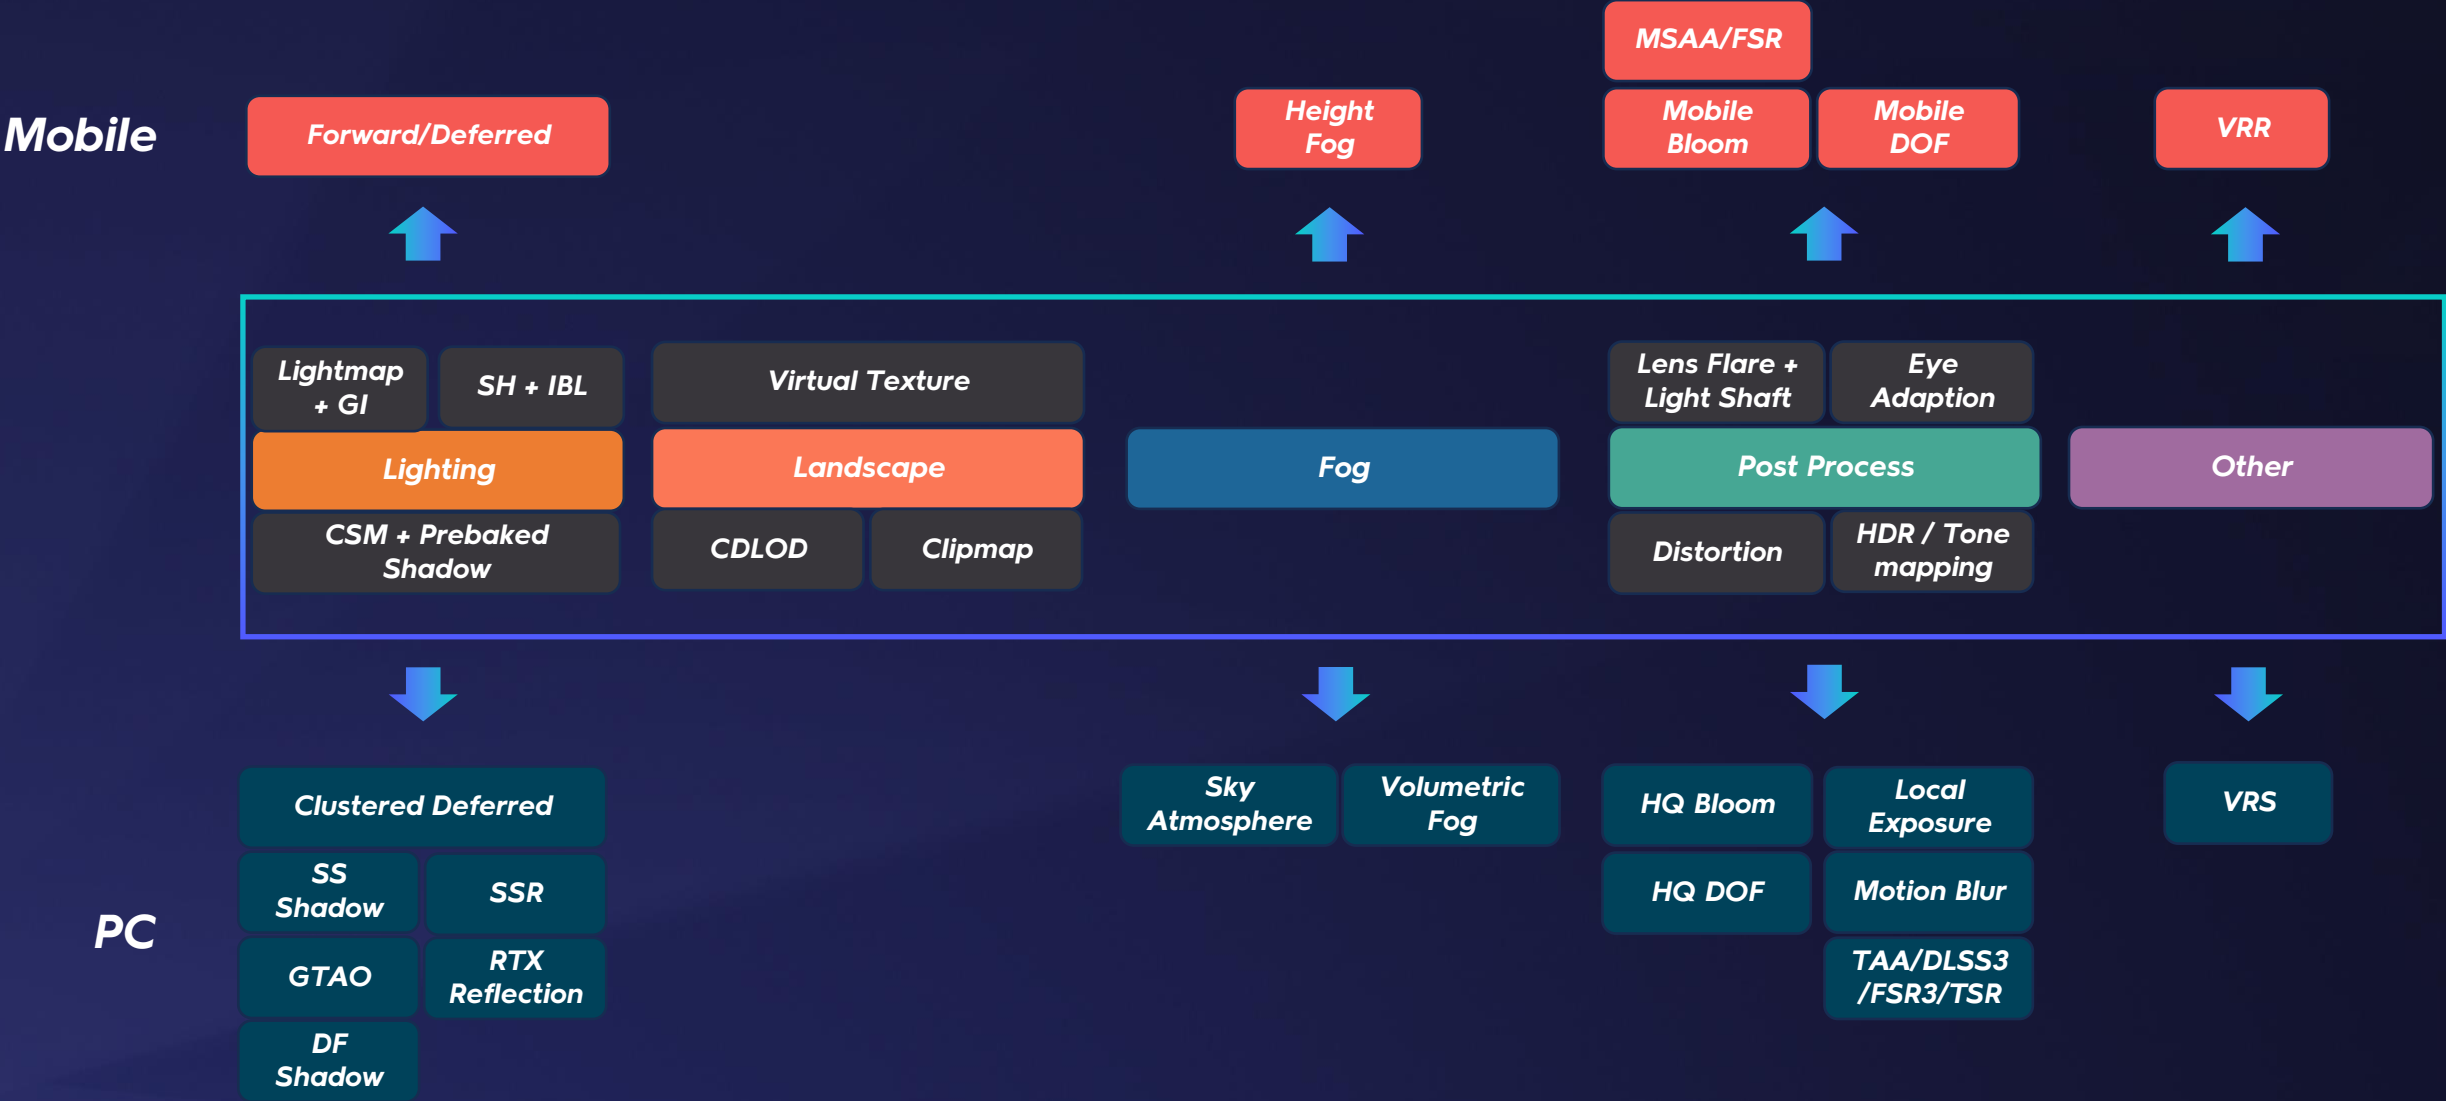 MSAA/FSR
Mobile
Forward/Deferred
Height
Fog
Mobile
Bloom
Mobile
DOF
VRR
Lightmap
+ GI
SH + IBL
Virtual Texture
Lens Flare +
Light Shaft
Eye
Adaption
Lighting
Landscape
Fog
Post Process
Other
CSM + Prebaked
Shadow
CDLOD
Clipmap
Distortion
HDR / Tone
mapping
Clustered Deferred
Sky
Atmosphere
Volumetric
Fog
HQ Bloom
Local
Exposure
VRS
SS
Shadow
SSR
HQ DOF
Motion Blur
PC
GTAO
RTX
Reflection
TAA/DLSS3
/FSR3/TSR
DF
Shadow